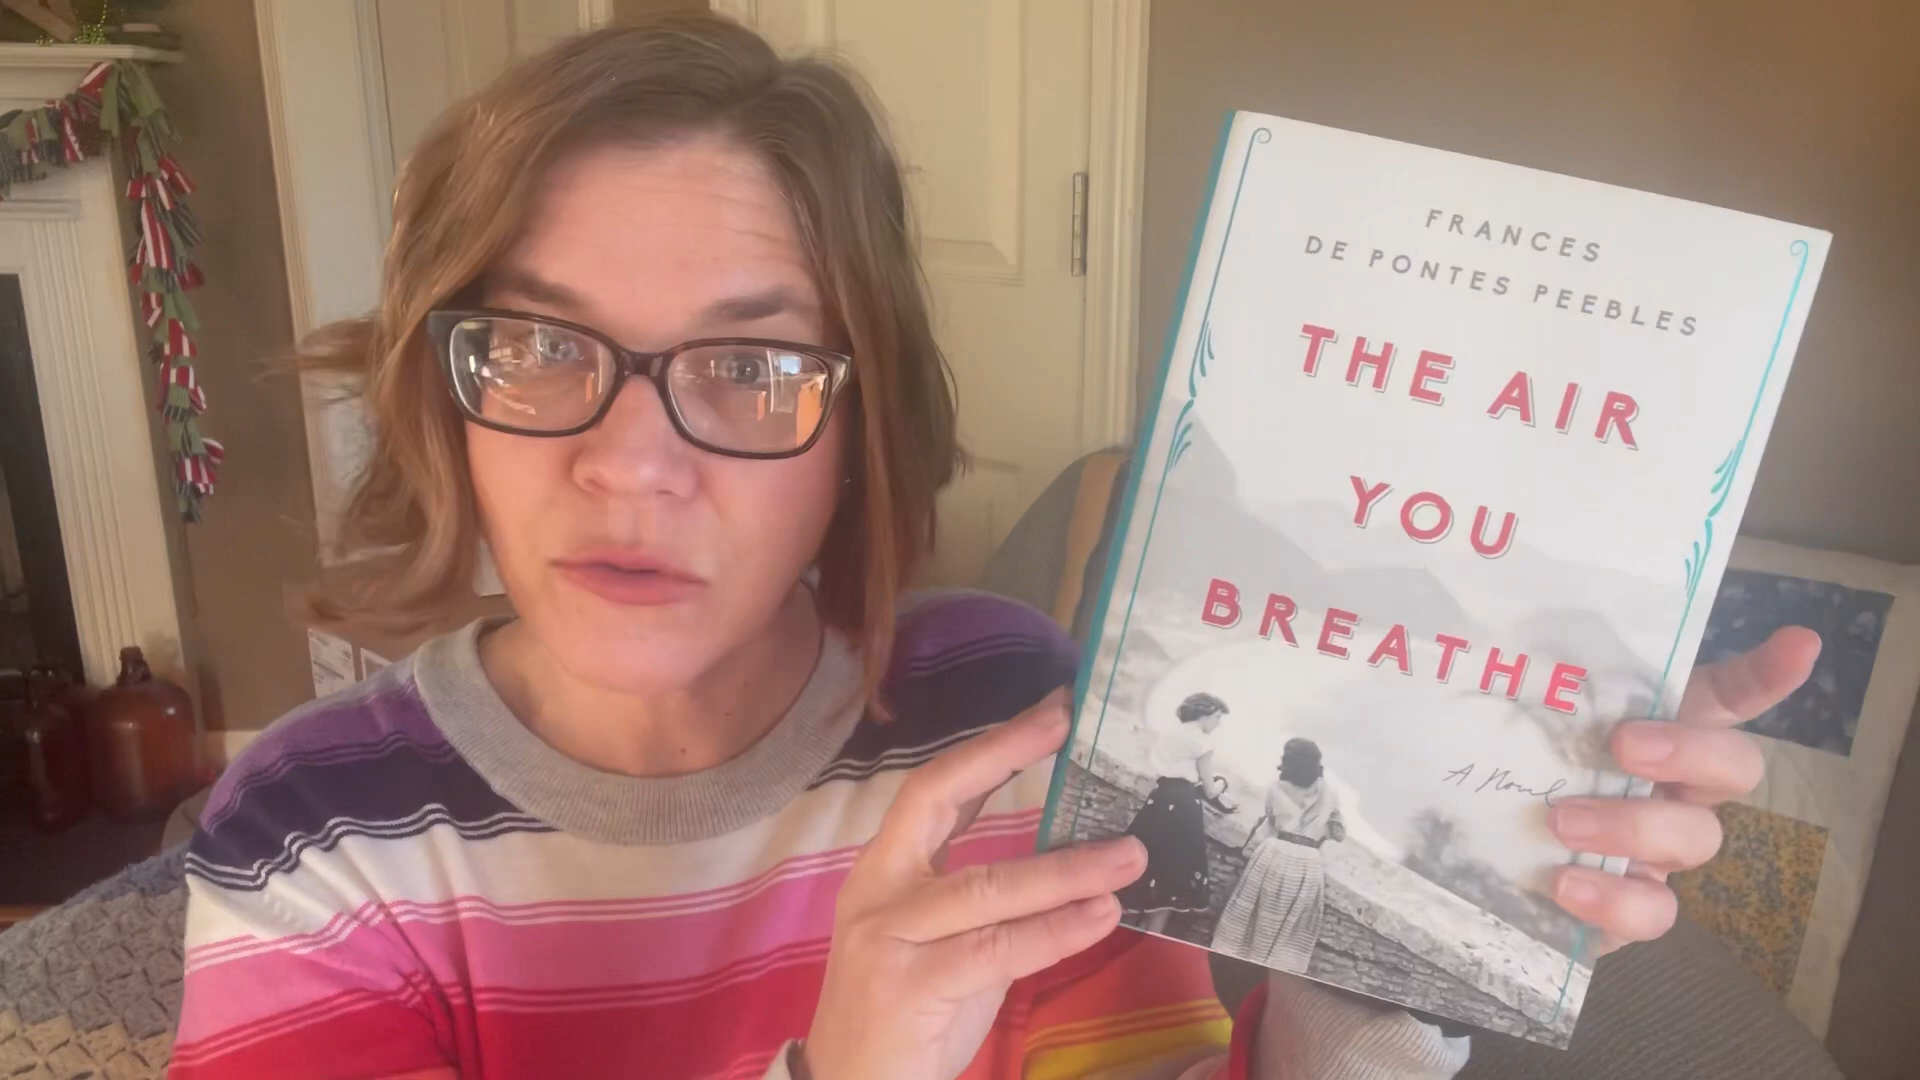 FRANCES
DE PONTES PEEBLES
THE AIR
YOU
BREATHE
A Novel